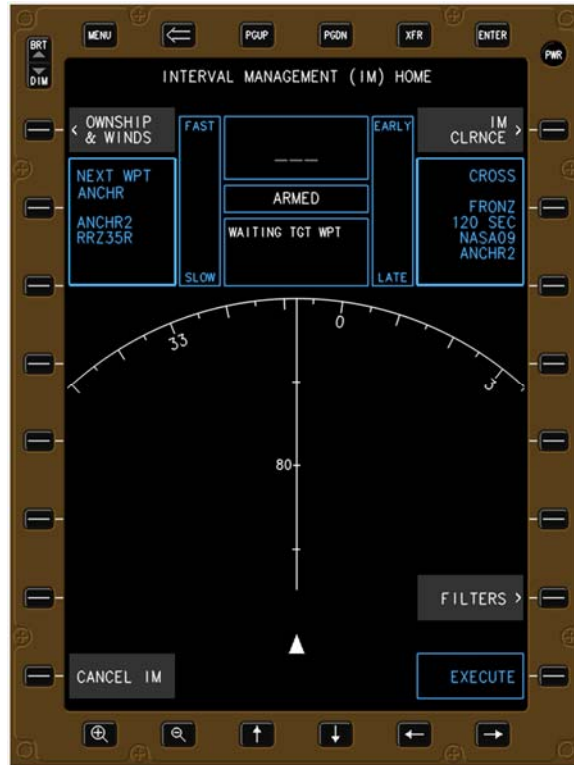 MENU
PGUP
PGDN
XFR
ENTER
BRT
DIM
PWR
INTERVAL MANAGEMENT (IM) HOME
< OWNSHIP
& WINDS
FAST
EARLY
IM
CLRNCE >
NEXT WPT
ANCHR
ANCHR2
RRZ35R
---
ARMED
WAITING TGT WPT
SLOW
LATE
CROSS
FRONZ
120 SEC
NASA09
ANCHR2
33
0
3
80
FILTERS >
CANCEL IM
EXECUTE